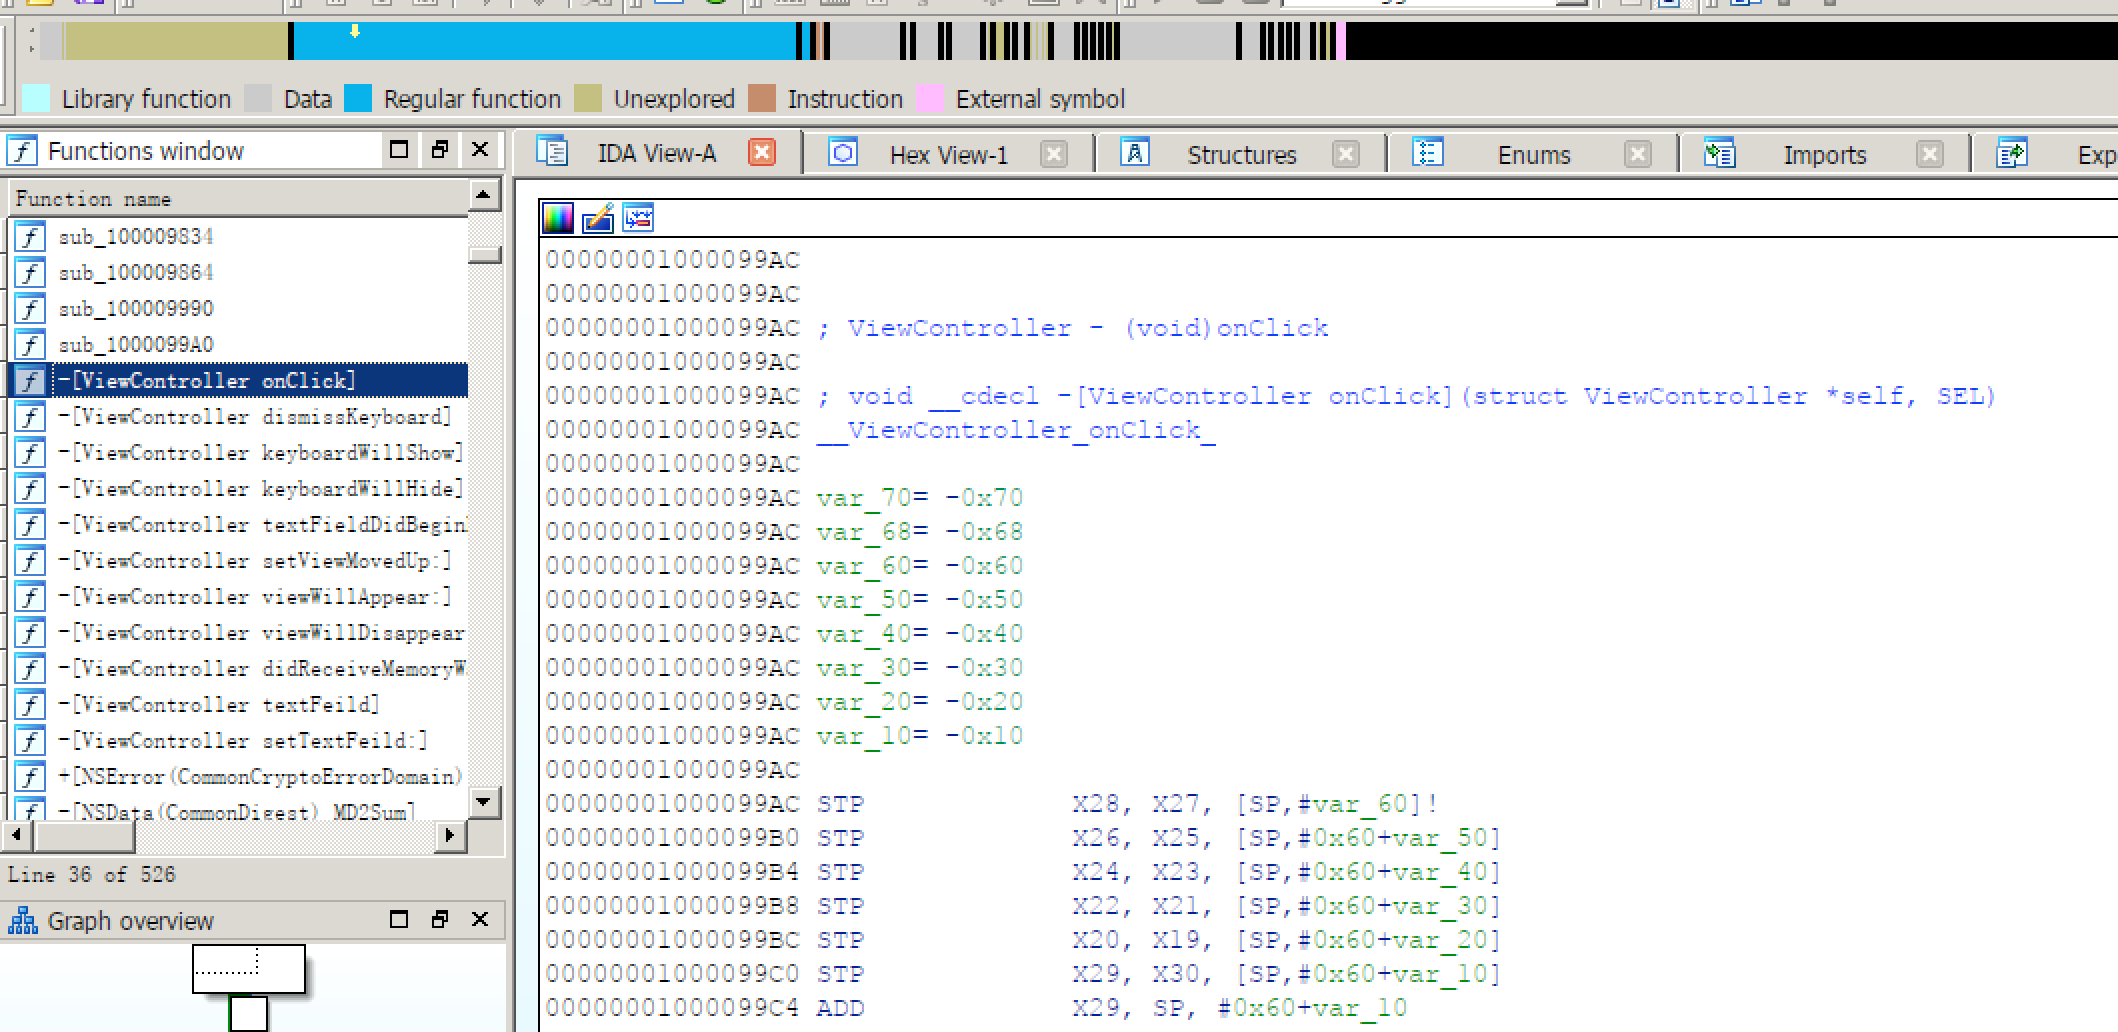 Library function Data Regular function Unexplored Instruction External symbol
Functions window
IDA View-A Hex View-1 Structures Enums Imports Exp
Function name
f sub_100009834
f sub_100009864
f sub_100009990
f sub_1000099A0
f -[ViewController onClick]
f -[ViewController dismissKeyboard]
f -[ViewController keyboardWillShow]
f -[ViewController keyboardWillHide]
f -[ViewController textFieldDidBegin
f -[ViewController setViewMovedUp:]
f -[ViewController viewWillAppear:]
f -[ViewController viewWillDisappear
f -[ViewController didReceiveMemoryW
f -[ViewController textFeild]
f -[ViewController setTextFeild:]
f +[NSError(CommonCryptoErrorDomain)
f -[NSData(CommonDigest) MD2Sum]
Line 36 of 526
Graph overview
00000001000099AC
00000001000099AC
00000001000099AC ; ViewController - (void)onClick
00000001000099AC
00000001000099AC ; void __cdecl -[ViewController onClick](struct ViewController *self, SEL)
00000001000099AC __ViewController_onClick_
00000001000099AC
00000001000099AC var_70= -0x70
00000001000099AC var_68= -0x68
00000001000099AC var_60= -0x60
00000001000099AC var_50= -0x50
00000001000099AC var_40= -0x40
00000001000099AC var_30= -0x30
00000001000099AC var_20= -0x20
00000001000099AC var_10= -0x10
00000001000099AC
00000001000099AC STP X28, X27, [SP,#var_60]!
00000001000099B0 STP X26, X25, [SP,#0x60+var_50]
00000001000099B4 STP X24, X23, [SP,#0x60+var_40]
00000001000099B8 STP X22, X21, [SP,#0x60+var_30]
00000001000099BC STP X20, X19, [SP,#0x60+var_20]
00000001000099C0 STP X29, X30, [SP,#0x60+var_10]
00000001000099C4 ADD X29, SP, #0x60+var_10